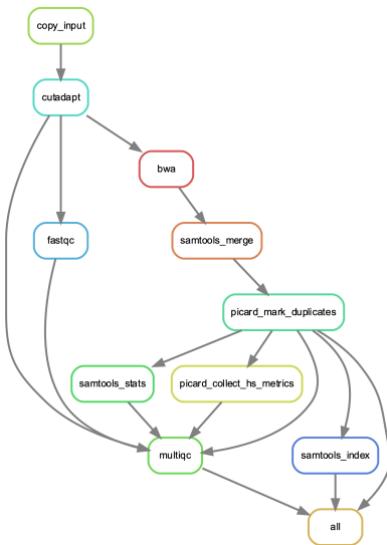 copy_input
cutadapt
bwa
fastqc
samtools_merge
picard_mark_duplicates
samtools_stats
picard_collect_hs_metrics
multiqc
samtools_index
all